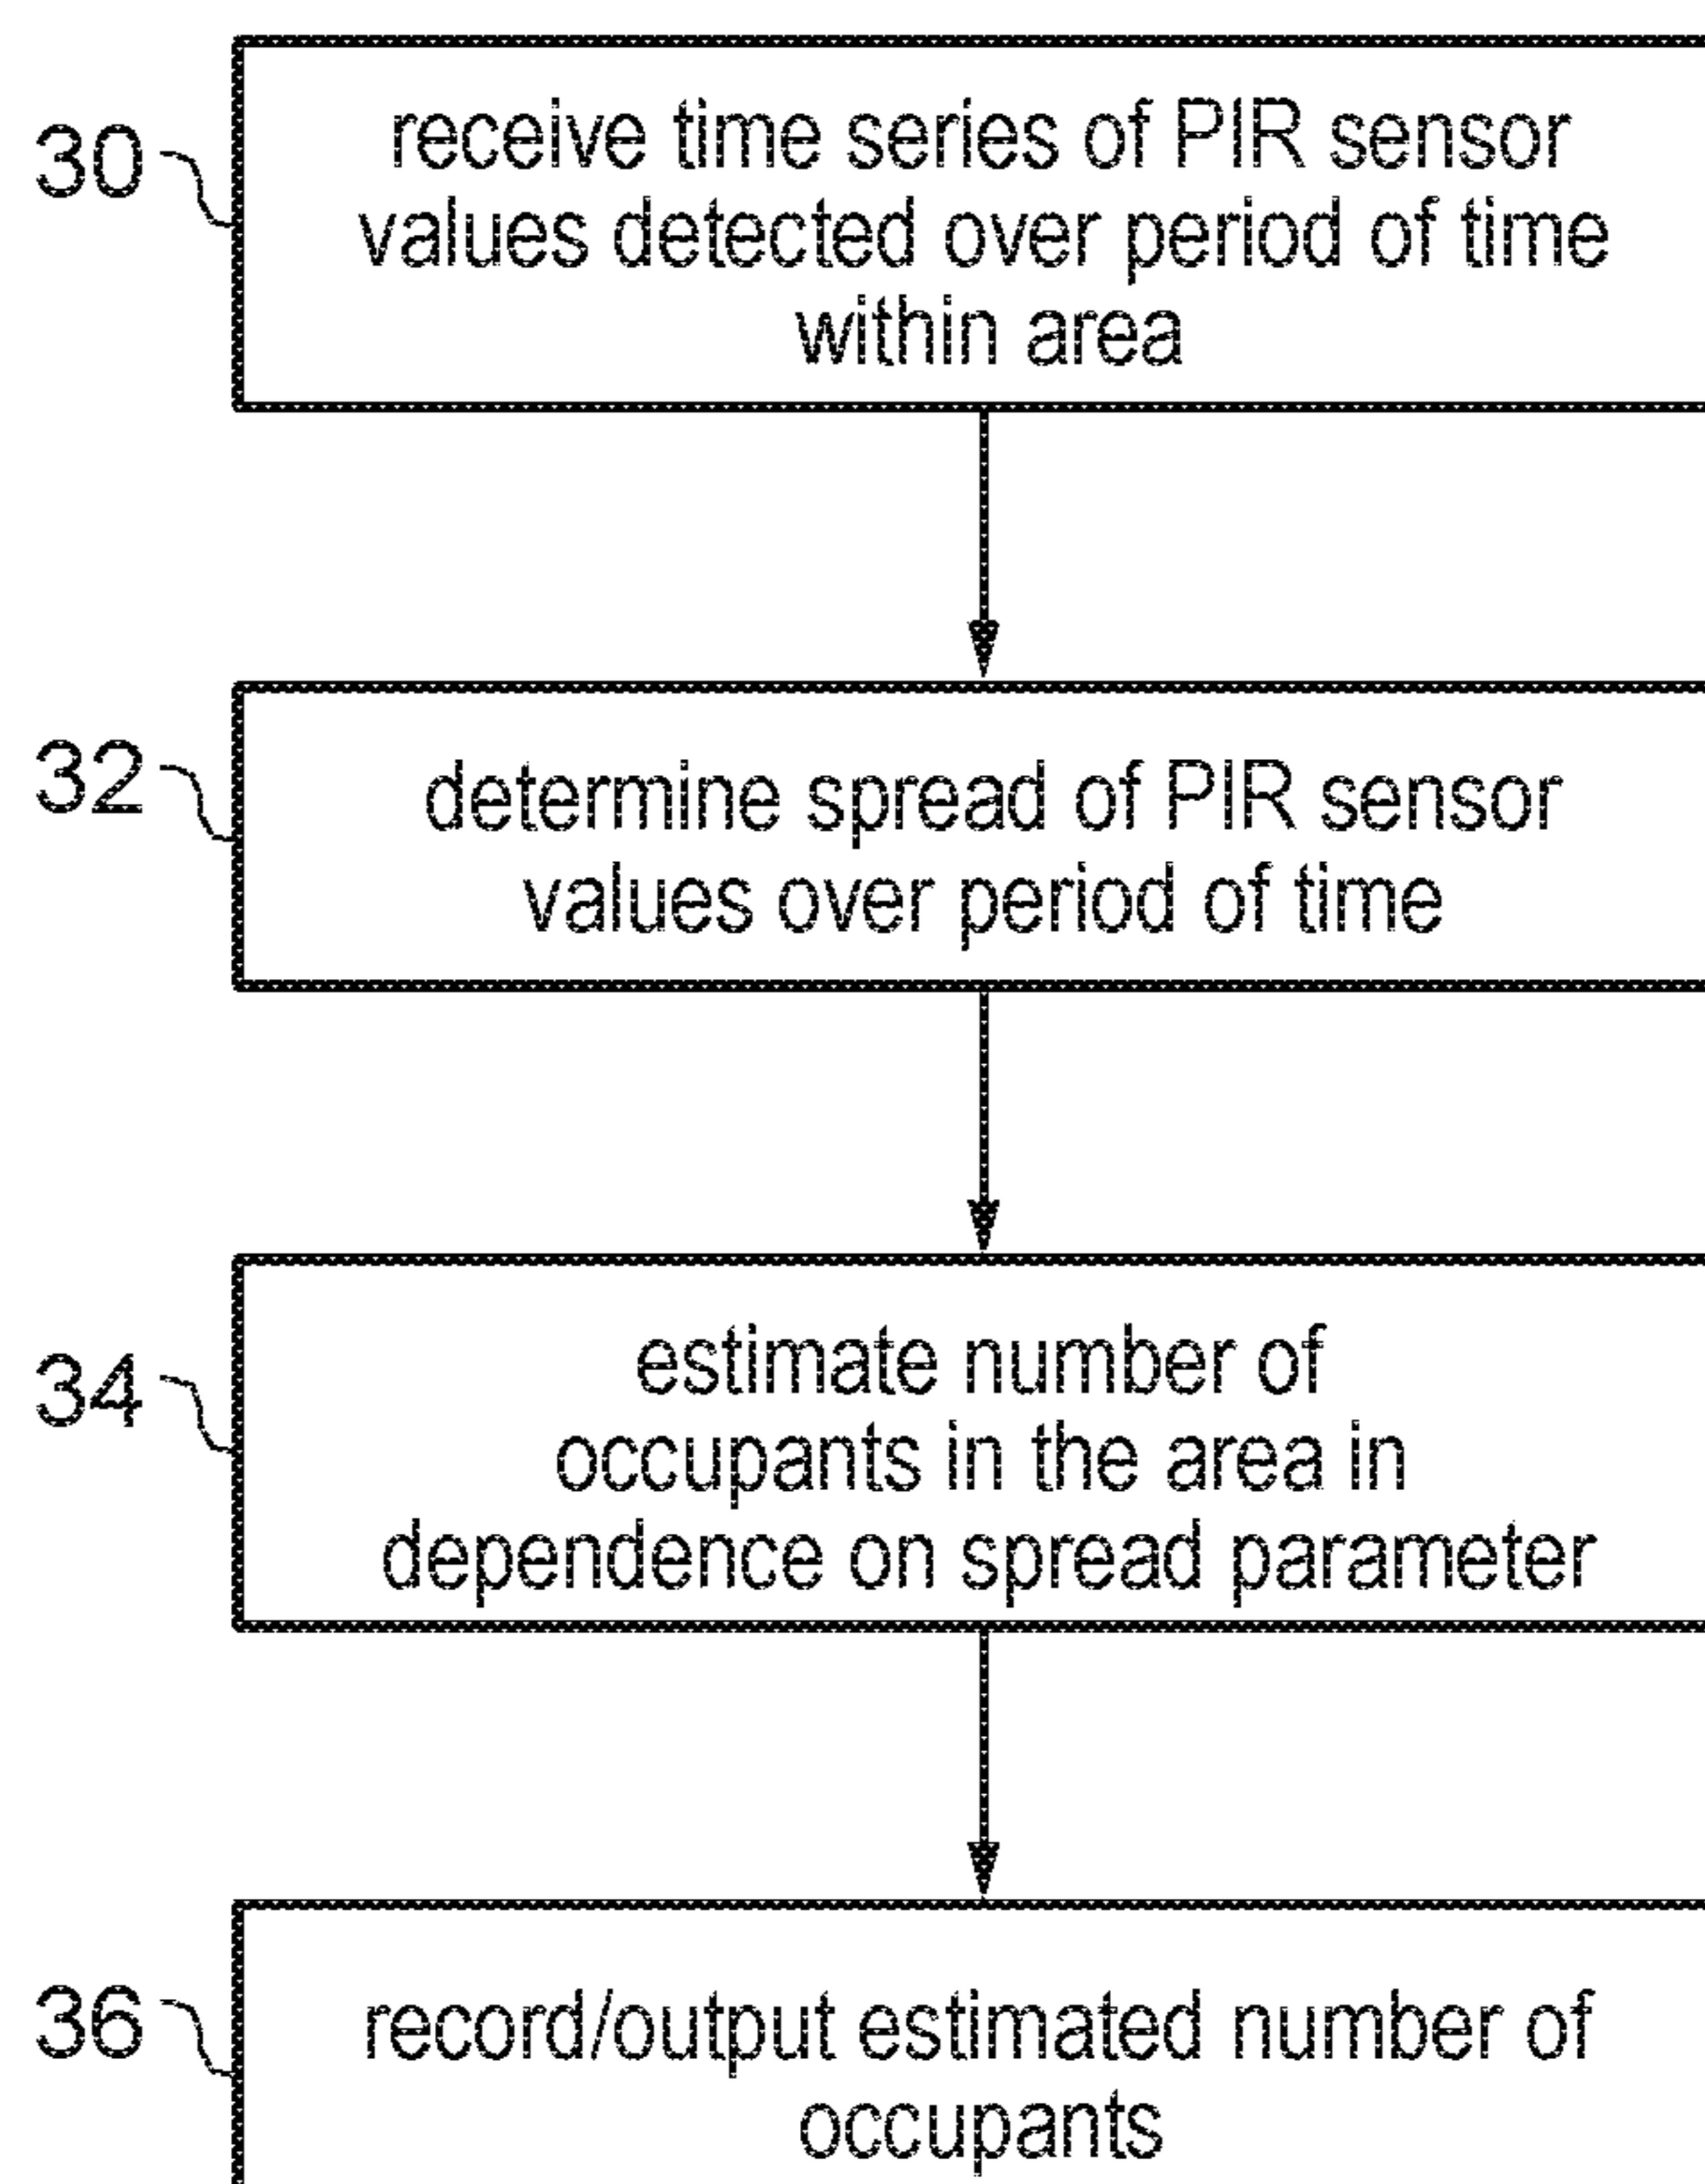 30
receive time series of PIR sensor
values detected over period of time
within area
32
determine spread of PIR sensor
values over period of time
34
estimate number of
occupants in the area in
dependence on spread parameter
36
record/output estimated number of
occupants